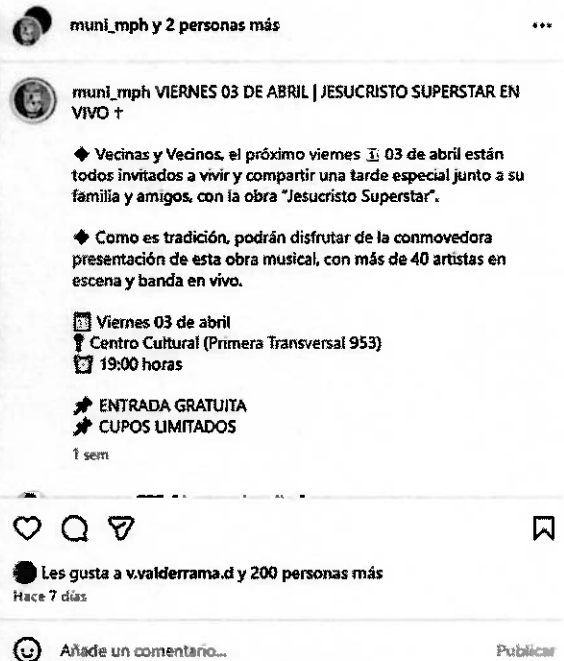 muni_mph y 2 personas más
muni_mph VIERNES 03 DE ABRIL | JESUCRISTO SUPERSTAR EN
VIVO ✝
◆ Vecinas y Vecinos, el próximo viernes 03 de abril están
todos invitados a vivir y compartir una tarde especial junto a su
familia y amigos, con la obra "Jesucristo Superstar".
◆ Como es tradición, podrán disfrutar de la conmovedora
presentación de esta obra musical, con más de 40 artistas en
escena y banda en vivo.
Viernes 03 de abril
Centro Cultural (Primera Transversal 953)
19:00 horas
📌 ENTRADA GRATUITA
📌 CUPOS LIMITADOS
1 sem
Les gusta a v.valderrama.d y 200 personas más
Hace 7 días
Añade un comentario...
Publicar